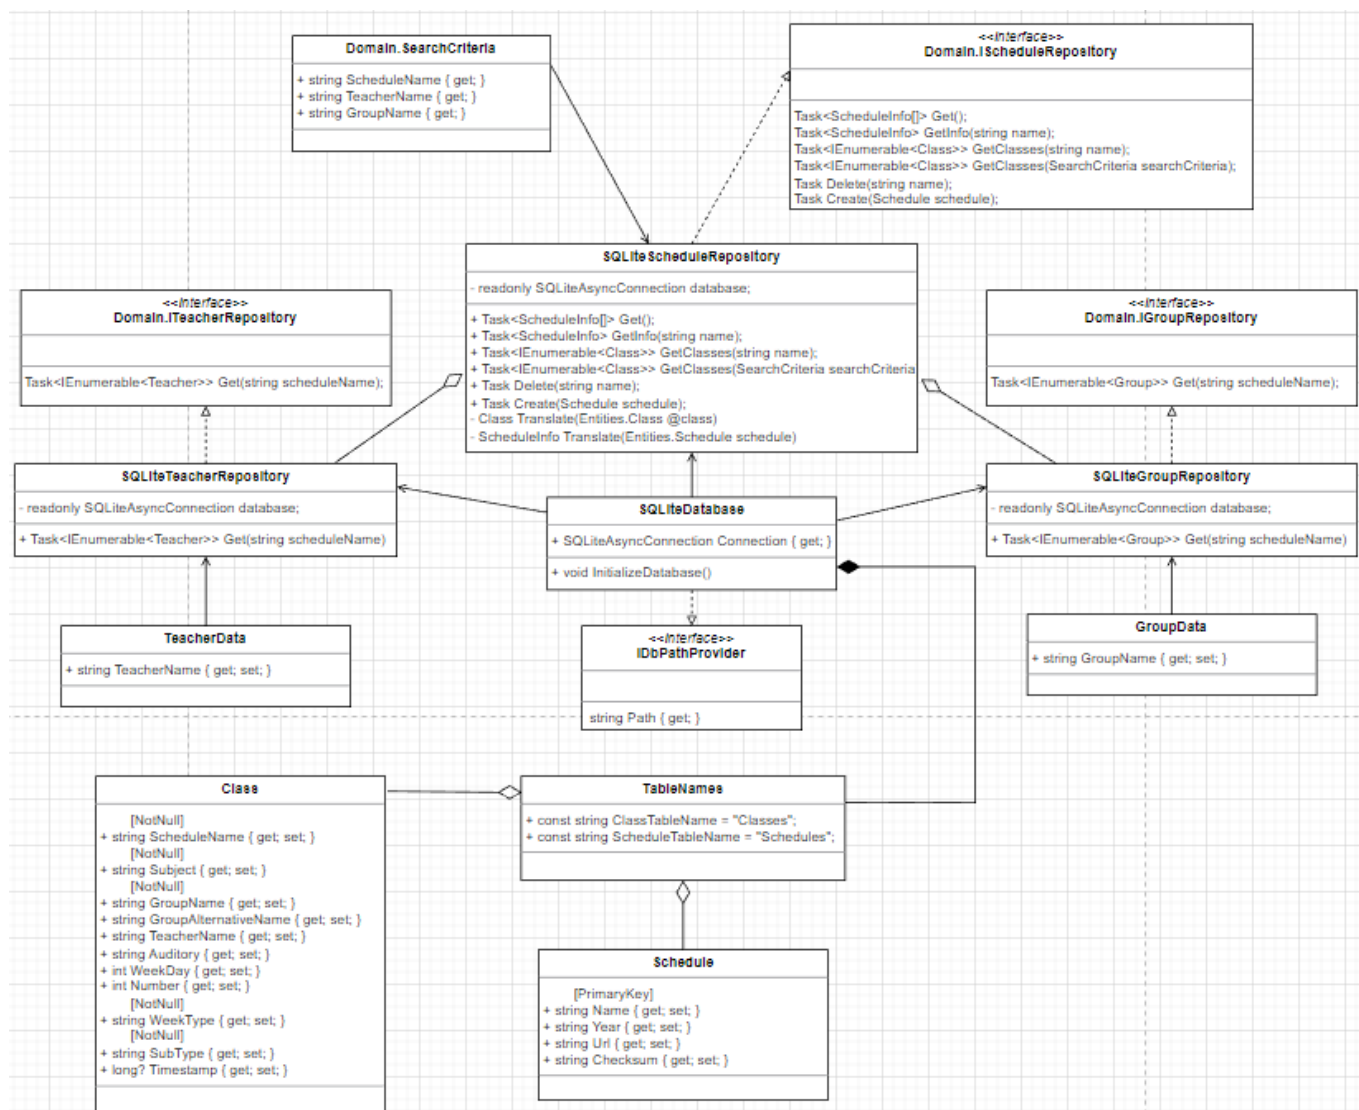 Domain.SearchCriteria
+ string ScheduleName { get; }
+ string TeacherName { get; }
+ string GroupName { get; }
<<interface>>
Domain.IScheduleRepository
Task<ScheduleInfo[]> Get();
Task<ScheduleInfo> GetInfo(string name);
Task<IEnumerable<Class>> GetClasses(string name);
Task<IEnumerable<Class>> GetClasses(SearchCriteria searchCriteria);
Task Delete(string name);
Task Create(Schedule schedule);
SQLiteScheduleRepository
- readonly SQLiteAsyncConnection database;
+ Task<ScheduleInfo[]> Get();
+ Task<ScheduleInfo> GetInfo(string name);
+ Task<IEnumerable<Class>> GetClasses(string name);
+ Task<IEnumerable<Class>> GetClasses(SearchCriteria searchCriteria
+ Task Delete(string name);
+ Task Create(Schedule schedule);
- Class Translate(Entities.Class @class)
- ScheduleInfo Translate(Entities.Schedule schedule)
<<interface>>
Domain.ITeacherRepository
Task<IEnumerable<Teacher>> Get(string scheduleName);
<<interface>>
Domain.IGroupRepository
Task<IEnumerable<Group>> Get(string scheduleName);
SQLiteTeacherRepository
- readonly SQLiteAsyncConnection database;
+ Task<IEnumerable<Teacher>> Get(string scheduleName)
SQLiteDatabase
+ SQLiteAsyncConnection Connection { get; }
+ void InitializeDatabase()
SQLiteGroupRepository
- readonly SQLiteAsyncConnection database;
+ Task<IEnumerable<Group>> Get(string scheduleName)
TeacherData
+ string TeacherName { get; set; }
<<interface>>
IDbPathProvider
string Path { get; }
GroupData
+ string GroupName { get; set; }
Class
[NotNull]
+ string ScheduleName { get; set; }
[NotNull]
+ string Subject { get; set; }
[NotNull]
+ string GroupName { get; set; }
+ string GroupAlternativeName { get; set; }
+ string TeacherName { get; set; }
+ string Auditory { get; set; }
+ int WeekDay { get; set; }
+ int Number { get; set; }
[NotNull]
+ string WeekType { get; set; }
[NotNull]
+ string SubType { get; set; }
+ long? Timestamp { get; set; }
TableNames
+ const string ClassTableName = "Classes";
+ const string ScheduleTableName = "Schedules";
Schedule
[PrimaryKey]
+ string Name { get; set; }
+ string Year { get; set; }
+ string Url { get; set; }
+ string Checksum { get; set; }